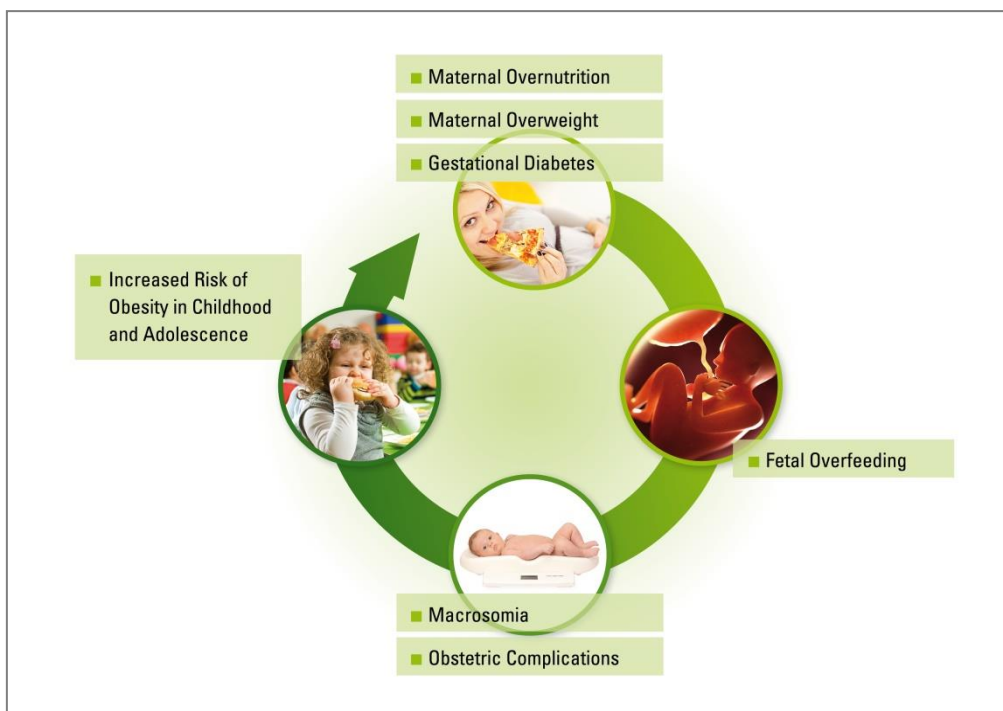 Maternal Overnutrition
Maternal Overweight
Gestational Diabetes
Increased Risk of
Obesity in Childhood
and Adolescence
Fetal Overfeeding
Macrosomia
Obstetric Complications